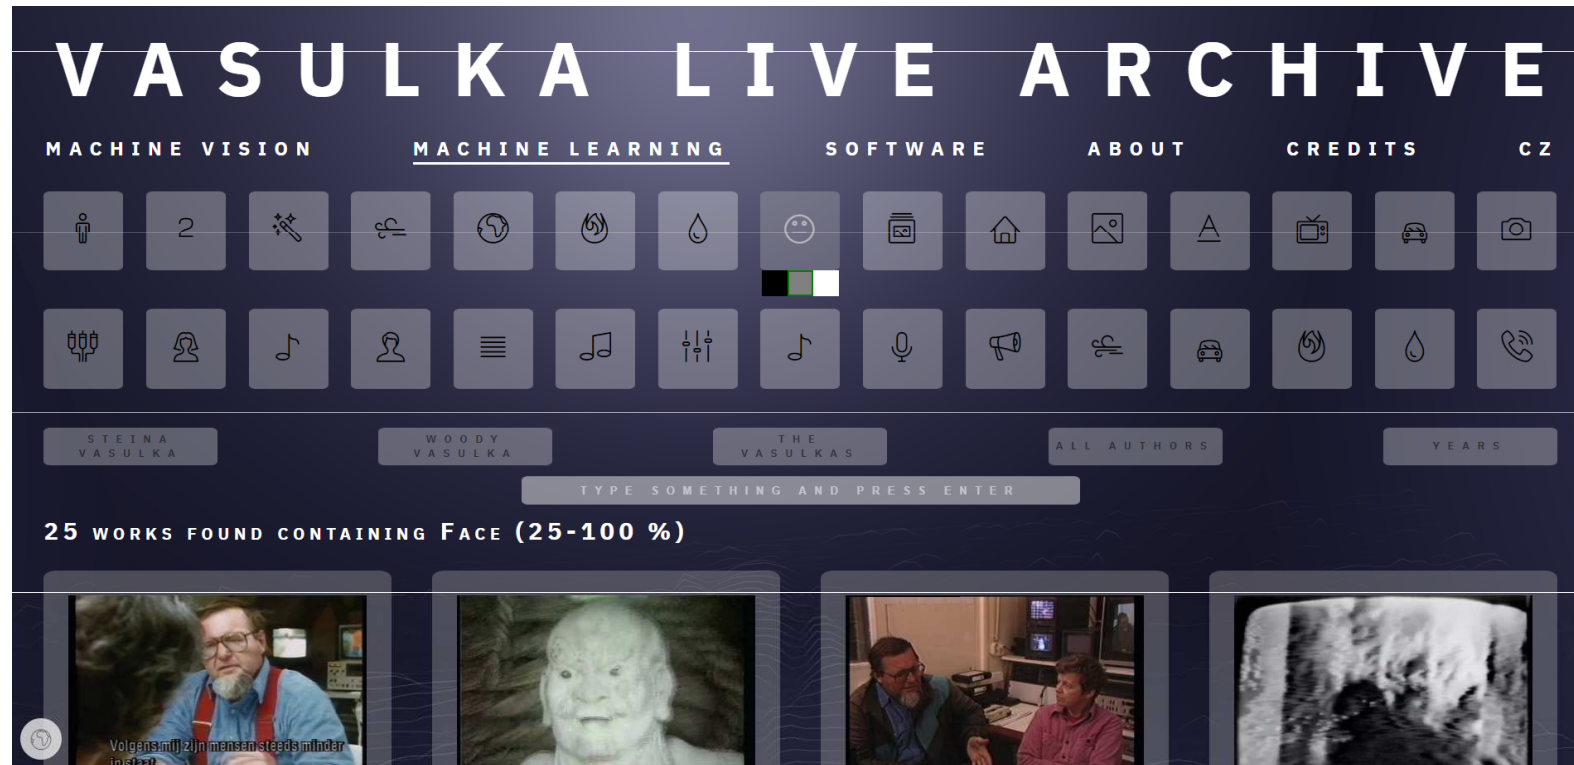 VASULKA LIVE ARCHIVE
MACHINE VISION MACHINE LEARNING SOFTWARE ABOUT CREDITS CZ
2 A
STEINA VASULKA
WOODY VASULKA
THE VASULKAS
ALL AUTHORS
YEARS
TYPE SOMETHING AND PRESS ENTER
25 WORKS FOUND CONTAINING FACE (25-100 %)
Volgens mij zijn mensen steeds minder
in staat